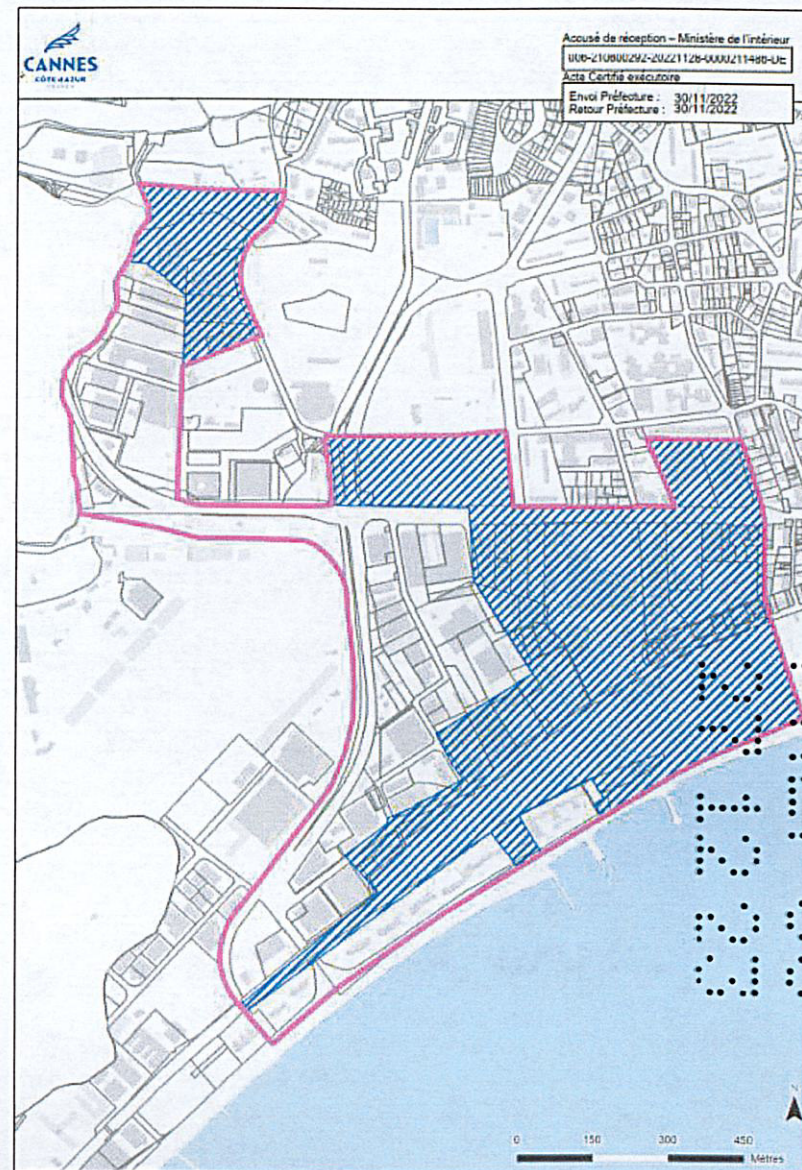 CANNES
CÔTE D'AZUR
FRANCE
Accusé de réception – Ministère de l'intérieur
006-210600292-20221128-0000211486-DE
Acte Certifié exécutoire
Envoi Préfecture : 30/11/2022
Retour Préfecture : 30/11/2022
N
0 150 300 450
Mètres